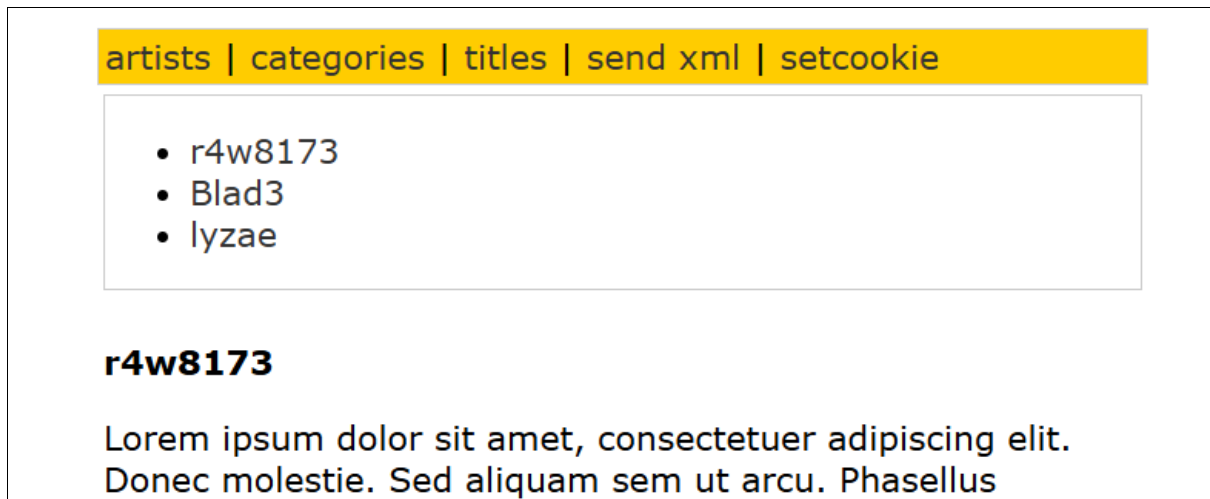 artists | categories | titles | send xml | setcookie
• r4w8173
• Blad3
• lyzae
r4w8173
Lorem ipsum dolor sit amet, consectetuer adipiscing elit.
Donec molestie. Sed aliquam sem ut arcu. Phasellus